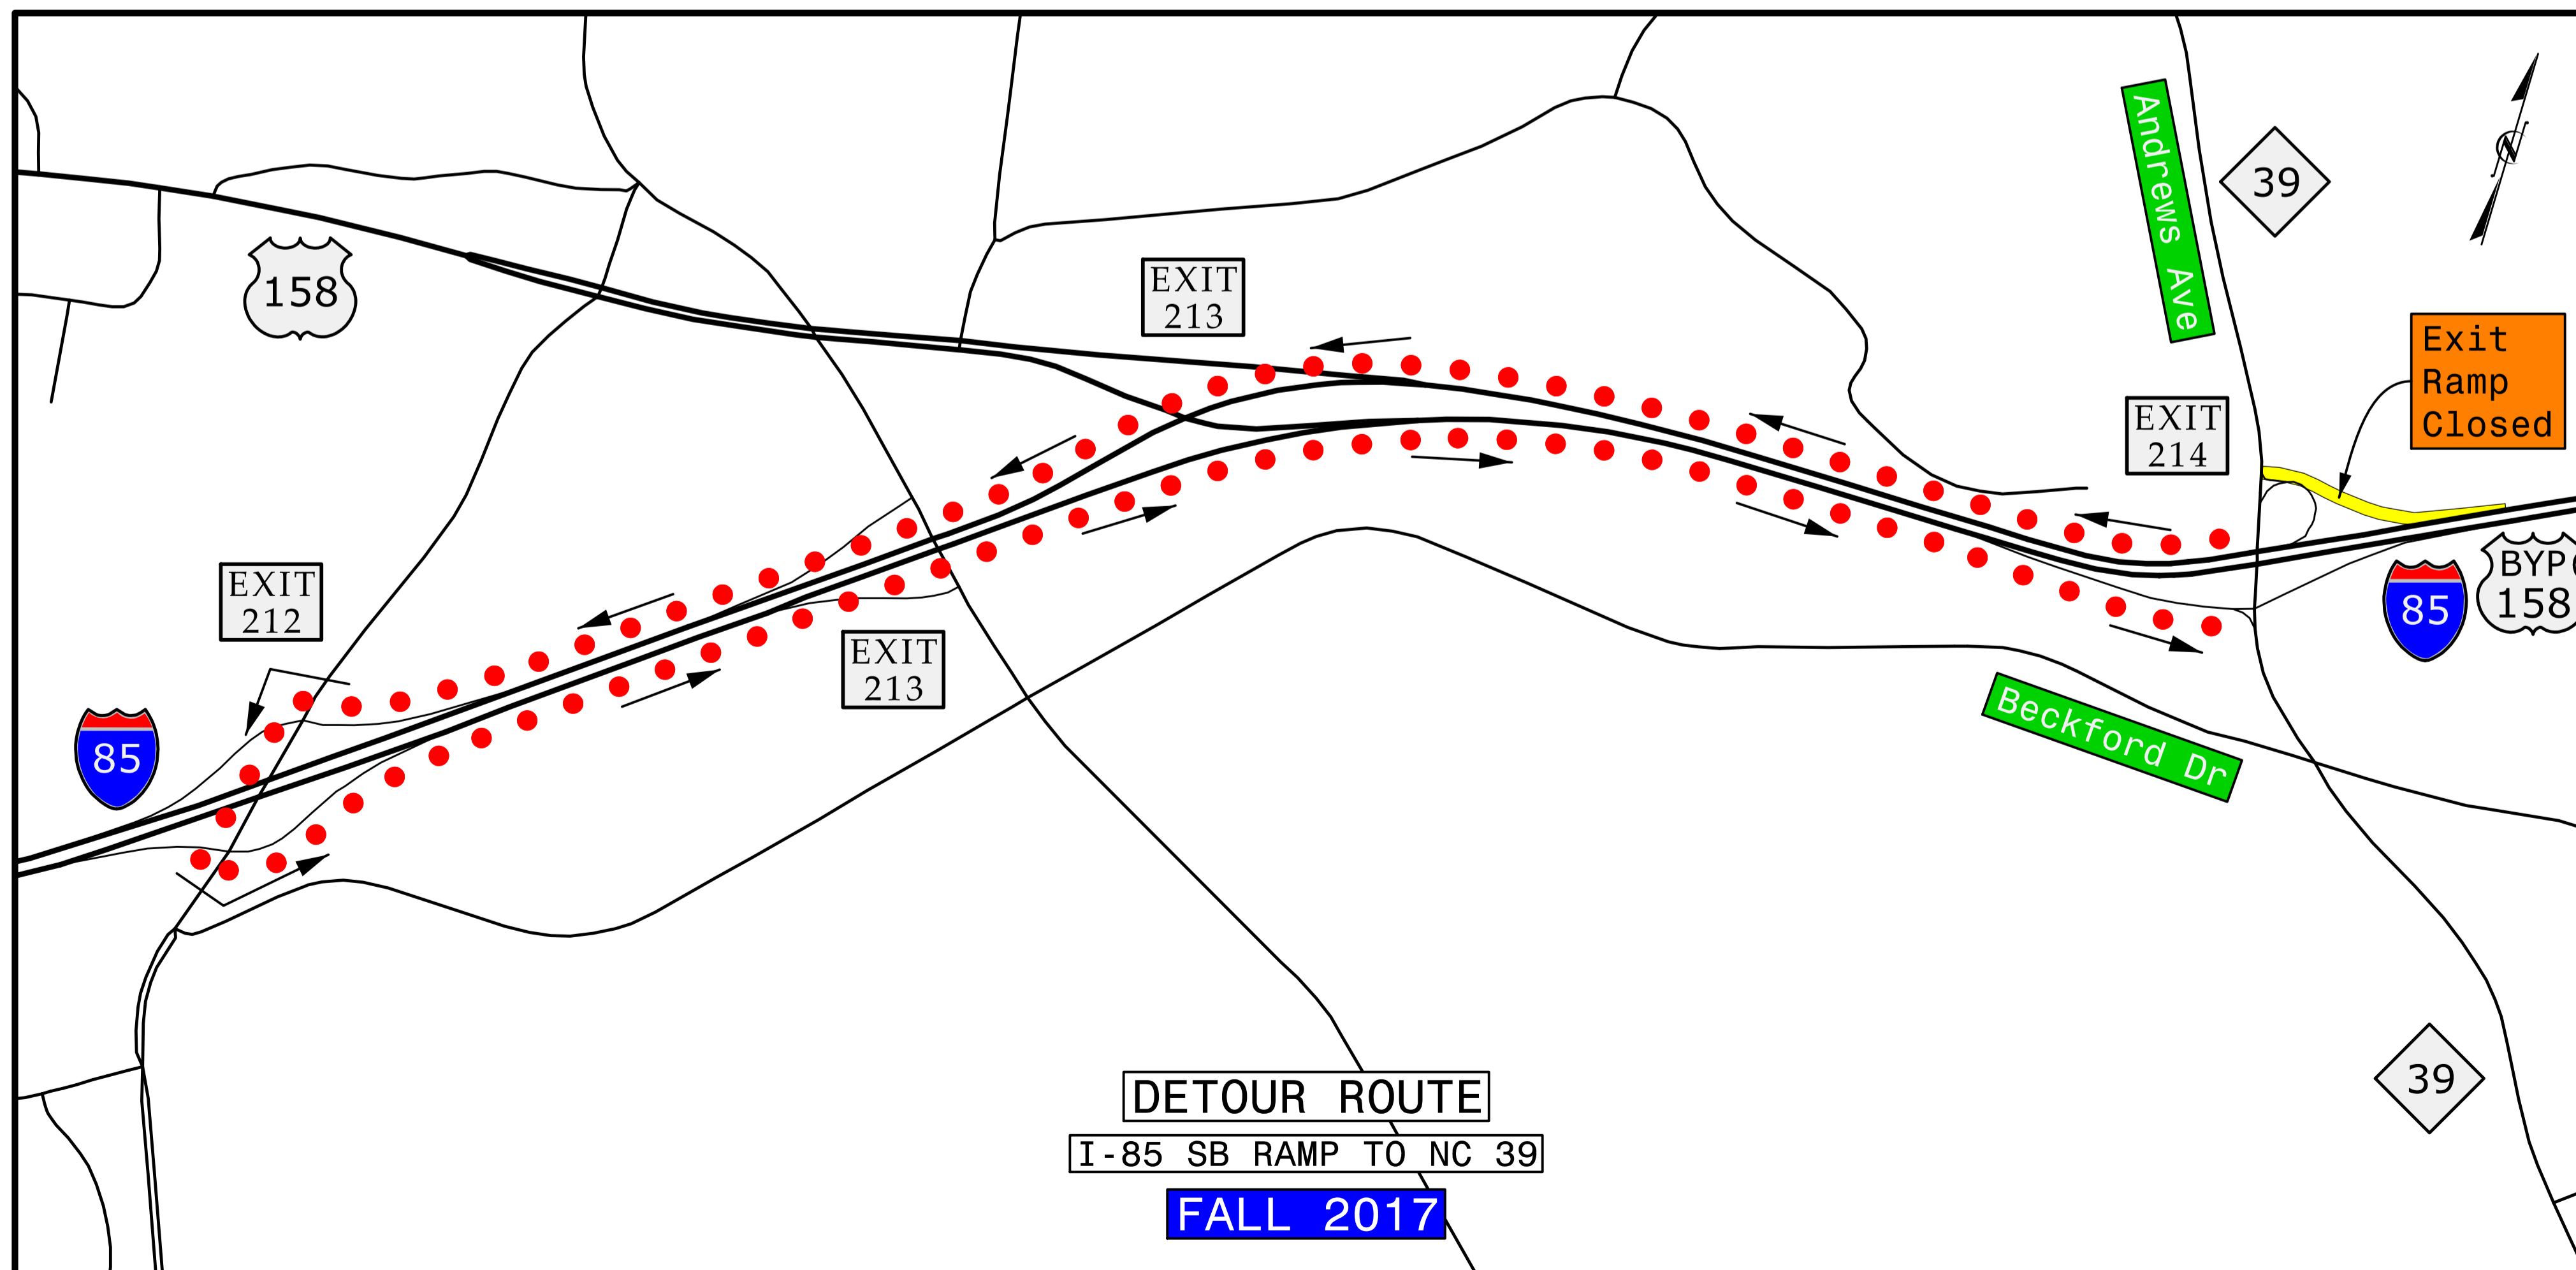 Andrews Ave
39
N
158
EXIT
213
Exit
Ramp
Closed
EXIT
214
EXIT
212
85
BYP
158
EXIT
213
85
Beckford Dr
39
DETOUR ROUTE
I-85 SB RAMP TO NC 39
FALL 2017